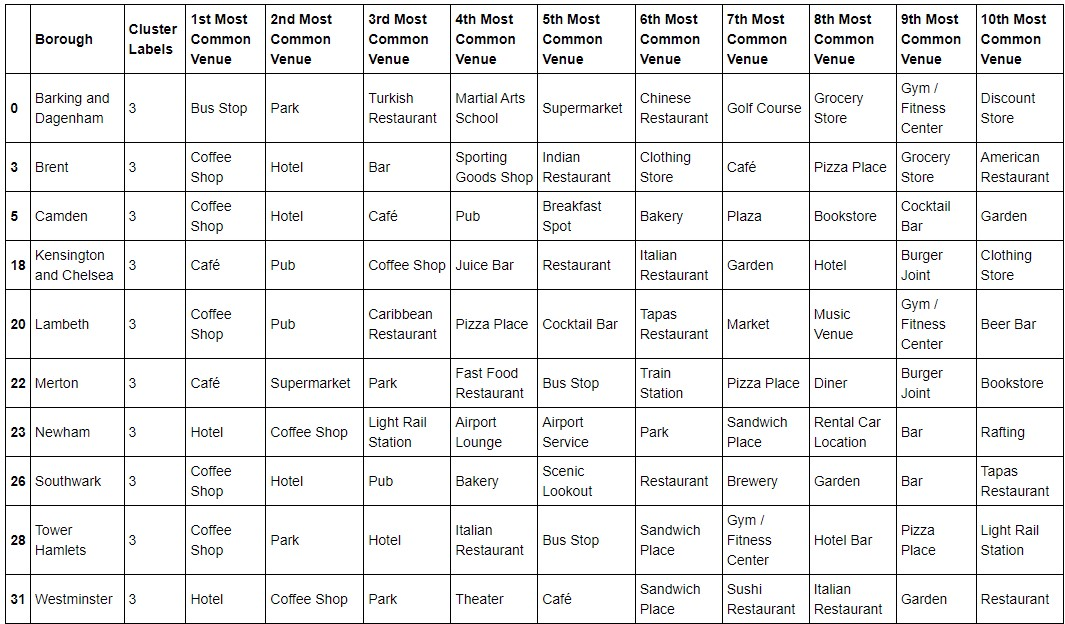 Borough Cluster Labels 1st Most Common Venue 2nd Most Common Venue 3rd Most Common Venue 4th Most Common Venue 5th Most Common Venue 6th Most Common Venue 7th Most Common Venue 8th Most Common Venue 9th Most Common Venue 10th Most Common Venue
0 Barking and Dagenham 3 Bus Stop Park Turkish Restaurant Martial Arts School Supermarket Chinese Restaurant Golf Course Grocery Store Gym / Fitness Center Discount Store
3 Brent 3 Coffee Shop Hotel Bar Sporting Goods Shop Indian Restaurant Clothing Store Café Pizza Place Grocery Store American Restaurant
5 Camden 3 Coffee Shop Hotel Café Pub Breakfast Spot Bakery Plaza Bookstore Cocktail Bar Garden
18 Kensington and Chelsea 3 Café Pub Coffee Shop Juice Bar Restaurant Italian Restaurant Garden Hotel Burger Joint Clothing Store
20 Lambeth 3 Coffee Shop Pub Caribbean Restaurant Pizza Place Cocktail Bar Tapas Restaurant Market Music Venue Gym / Fitness Center Beer Bar
22 Merton 3 Café Supermarket Park Fast Food Restaurant Bus Stop Train Station Pizza Place Diner Burger Joint Bookstore
23 Newham 3 Hotel Coffee Shop Light Rail Station Airport Lounge Airport Service Park Sandwich Place Rental Car Location Bar Rafting
26 Southwark 3 Coffee Shop Hotel Pub Bakery Scenic Lookout Restaurant Brewery Garden Bar Tapas Restaurant
28 Tower Hamlets 3 Coffee Shop Park Hotel Italian Restaurant Bus Stop Sandwich Place Gym / Fitness Center Hotel Bar Pizza Place Light Rail Station
31 Westminster 3 Hotel Coffee Shop Park Theater Café Sandwich Place Sushi Restaurant Italian Restaurant Garden Restaurant